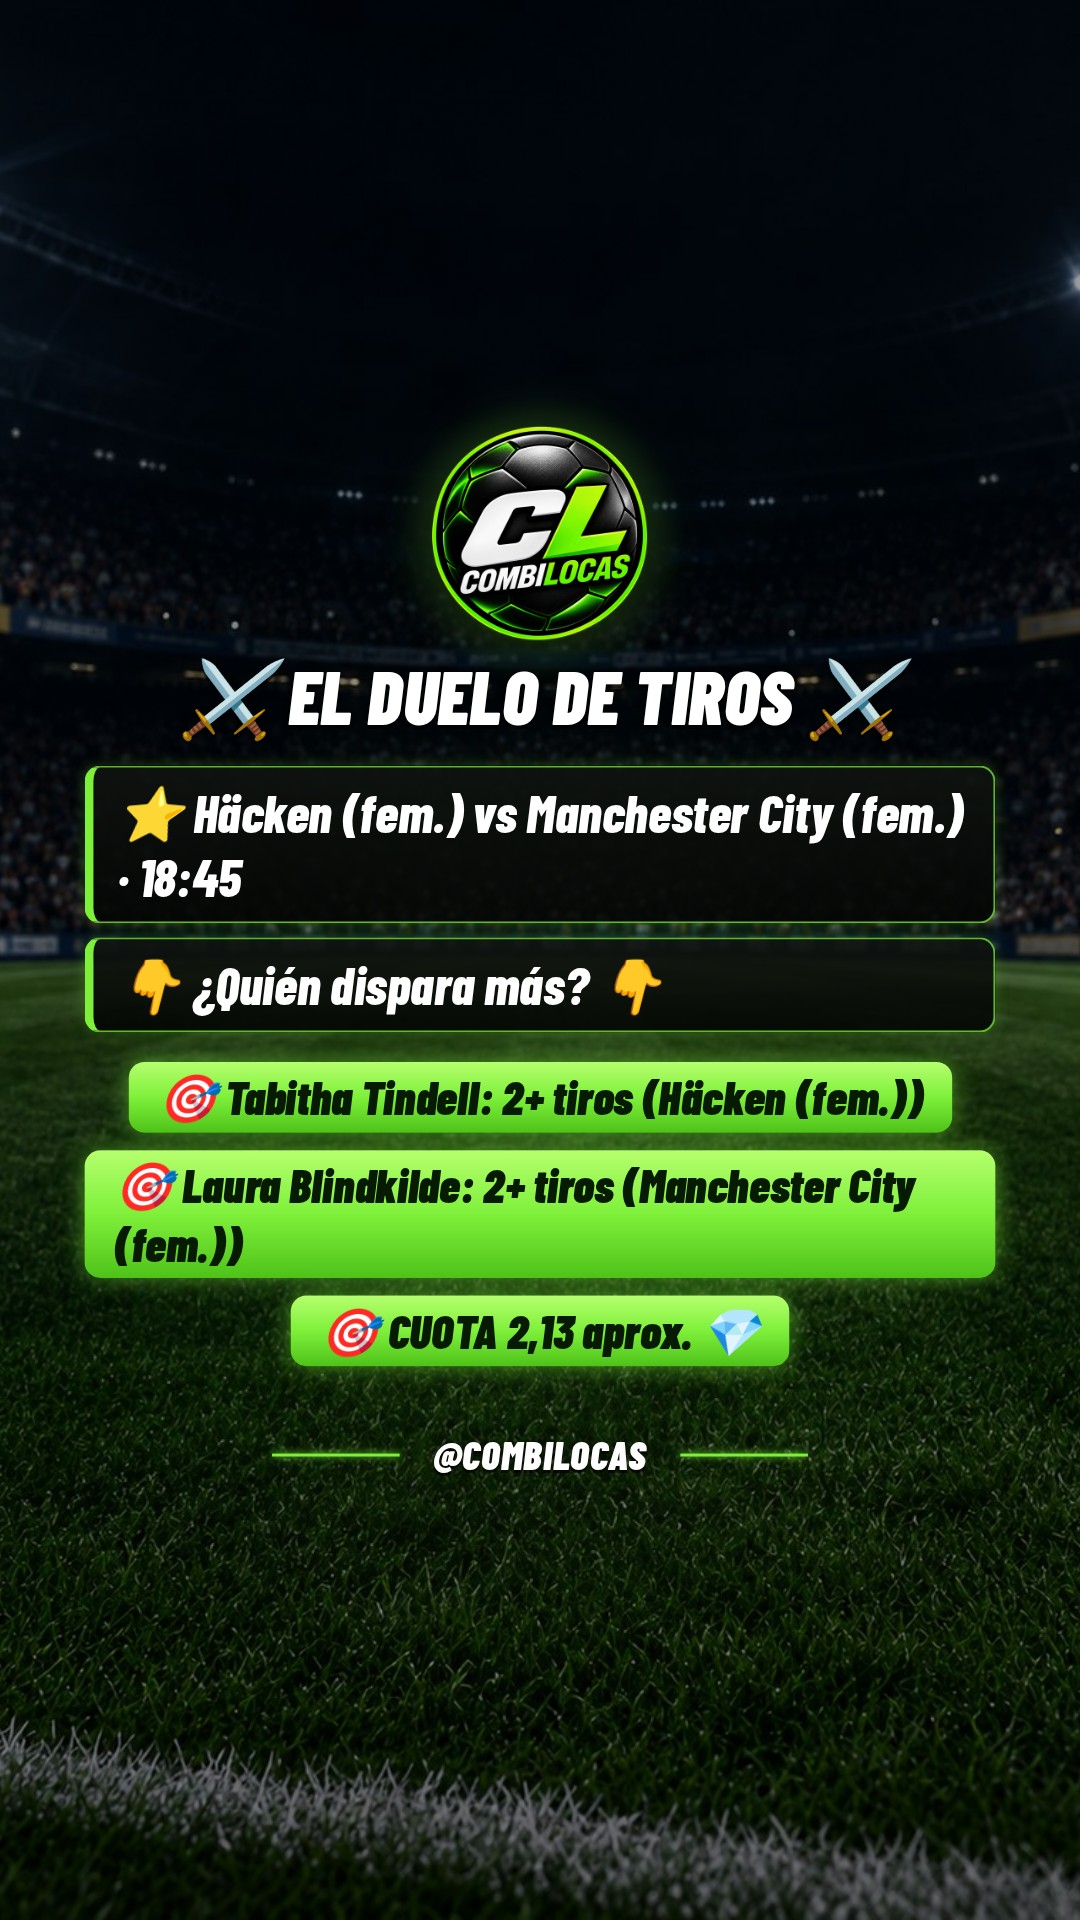 CL
COMBILOCAS
⚔️ EL DUELO DE TIROS ⚔️
⭐ Häcken (fem.) vs Manchester City (fem.)
· 18:45
👇 ¿Quién dispara más? 👇
🎯 Tabitha Tindell: 2+ tiros (Häcken (fem.))
🎯 Laura Blindkilde: 2+ tiros (Manchester City
(fem.))
🎯 CUOTA 2,13 aprox. 💎
@COMBILOCAS